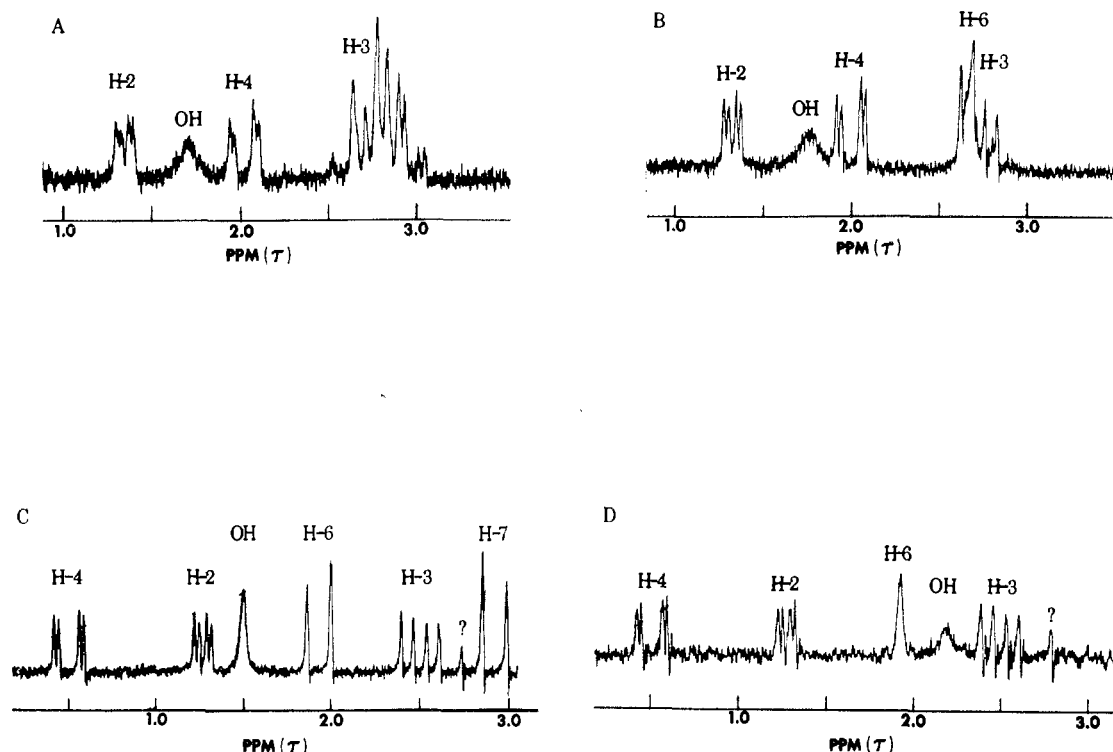 A
H-2
OH
H-4
H-3
1.0 2.0 3.0
PPM (τ)
B
H-2
OH
H-4
H-6
H-3
1.0 2.0 3.0
PPM (τ)
C
H-4
H-2
OH
H-6
H-3
?
H-7
1.0 2.0 3.0
PPM (τ)
D
H-4
H-2
H-6
OH
H-3
?
1.0 2.0 3.0
PPM (τ)